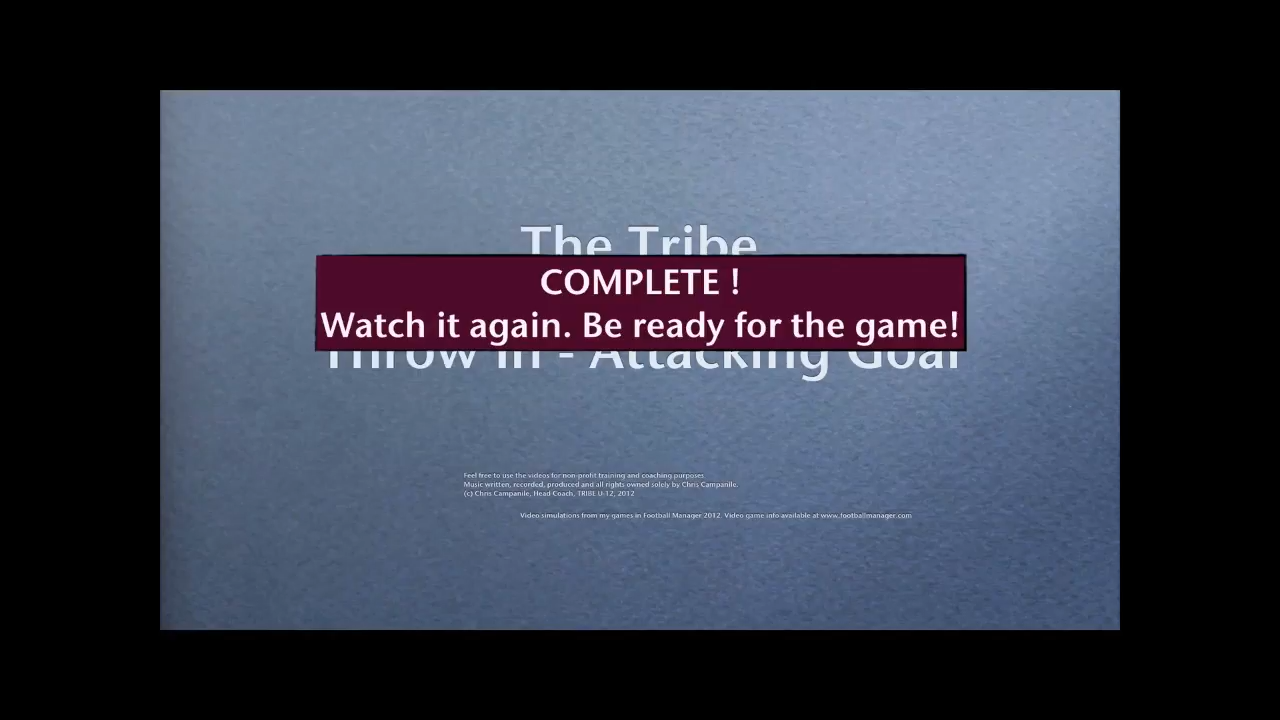 The Tribe
COMPLETE !
Watch it again. Be ready for the game!
Throw In - Attacking Goal
Feel free to use the videos for non-profit training and coaching purposes
Music written, recorded, produced and all rights owned solely by Chris Campanile.
(c) Chris Campanile, Head Coach, TRIBE U-12, 2012
Video simulations from my games in Football Manager 2012. Video game info available at www.footballmanager.com